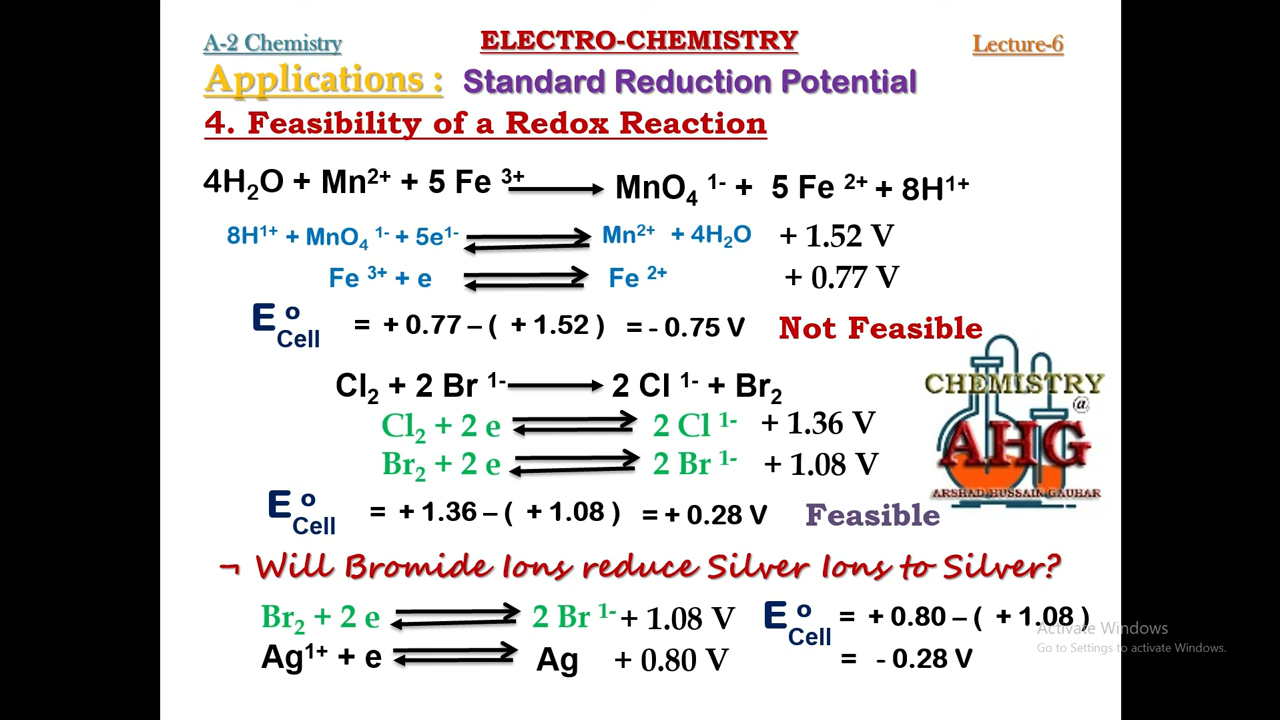 A-2 Chemistry ELECTRO-CHEMISTRY Lecture-6
Applications : Standard Reduction Potential
4. Feasibility of a Redox Reaction
4H₂O + Mn²⁺ + 5 Fe ³⁺ ⟶ MnO₄ ¹⁻ + 5 Fe ²⁺ + 8H¹⁺
8H¹⁺ + MnO₄ ¹⁻ + 5e¹⁻ ⇌ Mn²⁺ + 4H₂O + 1.52 V
Fe ³⁺ + e ⇌ Fe ²⁺ + 0.77 V
E°Cell = + 0.77 – ( + 1.52 ) = - 0.75 V Not Feasible
Cl₂ + 2 Br ¹⁻ ⟶ 2 Cl ¹⁻ + Br₂
Cl₂ + 2 e ⇌ 2 Cl ¹⁻ + 1.36 V
Br₂ + 2 e ⇌ 2 Br ¹⁻ + 1.08 V
E°Cell = + 1.36 – ( + 1.08 ) = + 0.28 V Feasible
CHEMISTRY
@
AHG
ARSHAD HUSSAIN GAUHAR
¬ Will Bromide Ions reduce Silver Ions to Silver?
Br₂ + 2 e ⇌ 2 Br ¹⁻ + 1.08 V E°Cell = + 0.80 – ( + 1.08 )
Ag¹⁺ + e ⇌ Ag + 0.80 V = - 0.28 V
Activate Windows
Go to Settings to activate Windows.